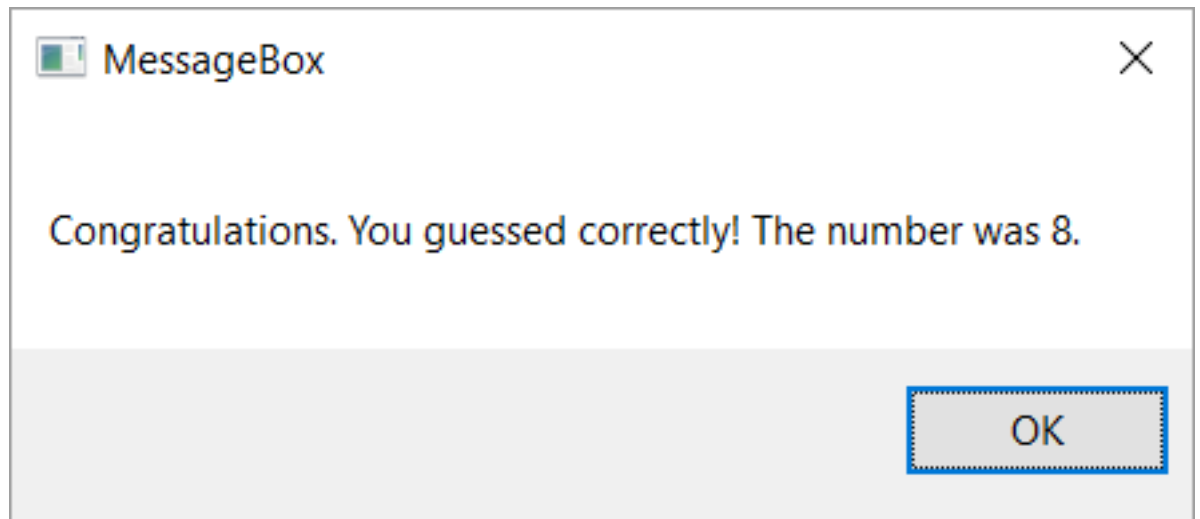 MessageBox
Congratulations. You guessed correctly! The number was 8.
OK